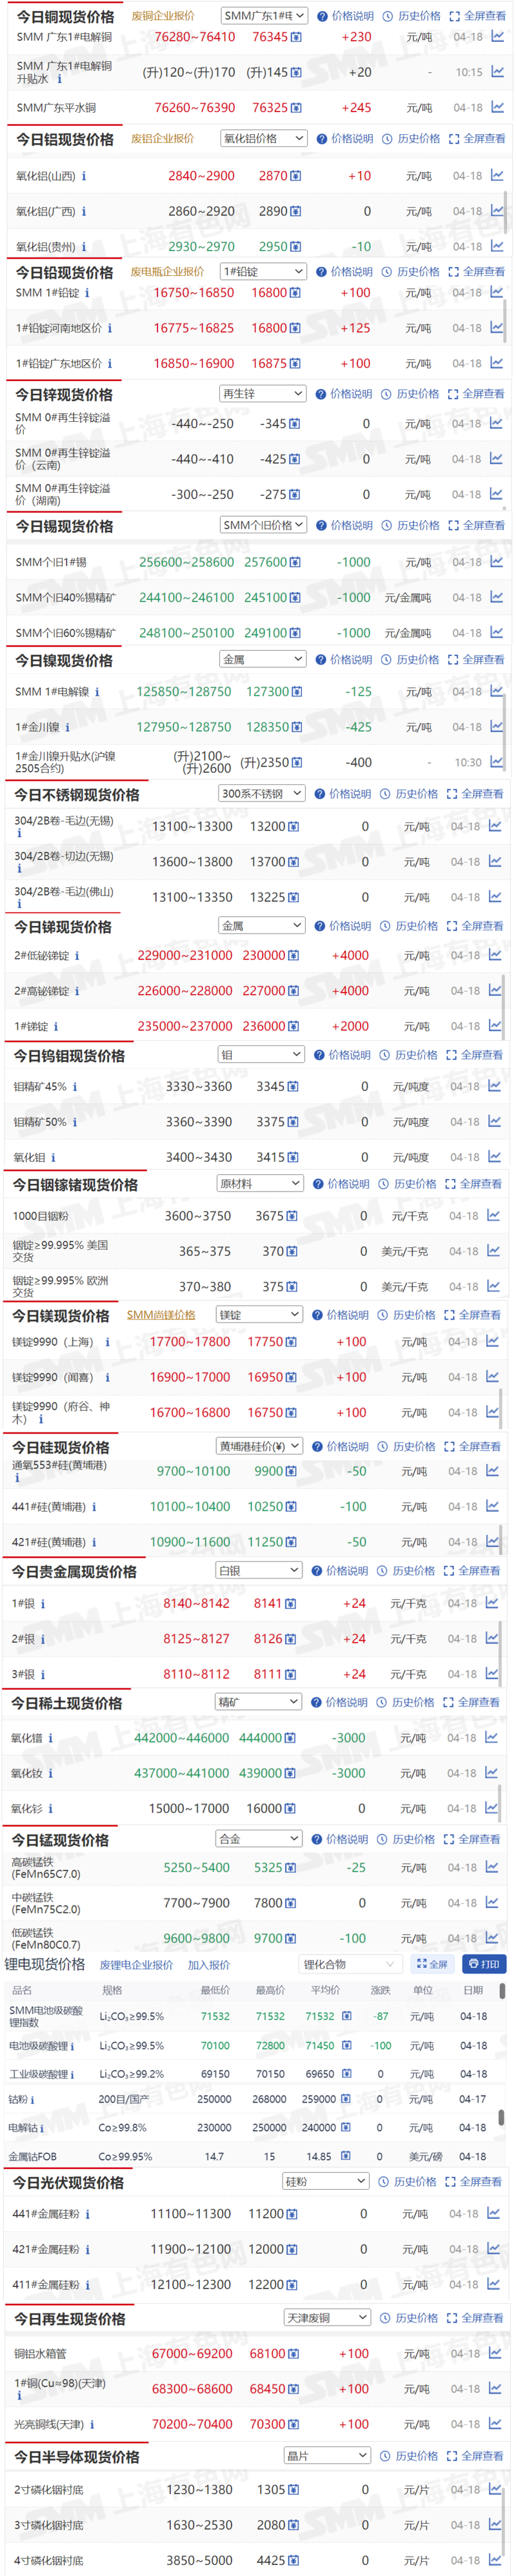 今日铜现货价格 废铜企业报价 SMM广东1#电 价格说明 历史价格 全屏查看
SMM 广东1#电解铜 76280~76410 76345 +230 元/吨 04-18
SMM 广东1#电解铜
升贴水 (升)120~(升)170 (升)145 +20 - 10:15
SMM广东平水铜 76260~76390 76325 +245 元/吨 04-18
今日铝现货价格 废铝企业报价 氧化铝价格 价格说明 历史价格 全屏查看
氧化铝(山西) 2840~2900 2870 +10 元/吨 04-18
氧化铝(广西) 2860~2920 2890 0 元/吨 04-18
氧化铝(贵州) 2930~2970 2950 -10 元/吨 04-18
今日铅现货价格 废电瓶企业报价 1#铅锭 价格说明 历史价格 全屏查看
SMM 1#铅锭 16750~16850 16800 +100 元/吨 04-18
1#铅锭河南地区价 16775~16825 16800 +125 元/吨 04-18
1#铅锭广东地区价 16850~16900 16875 +100 元/吨 04-18
今日锌现货价格 再生锌 价格说明 历史价格 全屏查看
SMM 0#再生锌锭溢
价 -440~-250 -345 0 元/吨 04-18
SMM 0#再生锌锭溢
价（云南） -440~-410 -425 0 元/吨 04-18
SMM 0#再生锌锭溢
价（湖南） -300~-250 -275 0 元/吨 04-18
今日锡现货价格 SMM个旧价格 价格说明 历史价格 全屏查看
SMM个旧1#锡 256600~258600 257600 -1000 元/吨 04-18
SMM个旧40%锡精矿 244100~246100 245100 -1000 元/金属吨 04-18
SMM个旧60%锡精矿 248100~250100 249100 -1000 元/金属吨 04-18
今日镍现货价格 金属 价格说明 历史价格 全屏查看
SMM 1#电解镍 125850~128750 127300 -125 元/吨 04-18
1#金川镍 127950~128750 128350 -425 元/吨 04-18
1#金川镍升贴水(沪镍
2505合约) (升)2100~
(升)2600 (升)2350 -400 - 10:30
今日不锈钢现货价格 300系不锈钢 价格说明 历史价格 全屏查看
304/2B卷-毛边(无锡) 13100~13300 13200 0 元/吨 04-18
304/2B卷-切边(无锡) 13600~13800 13700 0 元/吨 04-18
304/2B卷-毛边(佛山) 13100~13350 13225 0 元/吨 04-18
今日锑现货价格 金属 价格说明 历史价格 全屏查看
2#低铋锑锭 229000~231000 230000 +4000 元/吨 04-18
2#高铋锑锭 226000~228000 227000 +4000 元/吨 04-18
1#锑锭 235000~237000 236000 +2000 元/吨 04-18
今日钨钼现货价格 钼 价格说明 历史价格 全屏查看
钼精矿45% 3330~3360 3345 0 元/吨度 04-18
钼精矿50% 3360~3390 3375 0 元/吨度 04-18
氧化钼 3400~3430 3415 0 元/吨度 04-18
今日铟镓锗现货价格 原材料 价格说明 历史价格 全屏查看
1000目铟粉 3600~3750 3675 0 元/千克 04-18
铟锭≥99.995% 美国
交货 365~375 370 0 美元/千克 04-18
铟锭≥99.995% 欧洲
交货 370~380 375 0 美元/千克 04-18
今日镁现货价格 SMM尚镁价格 镁锭 价格说明 历史价格 全屏查看
镁锭9990（上海） 17700~17800 17750 +100 元/吨 04-18
镁锭9990（闻喜） 16900~17000 16950 +100 元/吨 04-18
镁锭9990（府谷、神
木） 16700~16800 16750 +100 元/吨 04-18
今日硅现货价格 黄埔港硅价(¥) 价格说明 历史价格 全屏查看
通氧553#硅(黄埔港) 9700~10100 9900 -50 元/吨 04-18
441#硅(黄埔港) 10100~10400 10250 -100 元/吨 04-18
421#硅(黄埔港) 10900~11600 11250 -50 元/吨 04-18
今日贵金属现货价格 白银 价格说明 历史价格 全屏查看
1#银 8140~8142 8141 +24 元/千克 04-18
2#银 8125~8127 8126 +24 元/千克 04-18
3#银 8110~8112 8111 +24 元/千克 04-18
今日稀土现货价格 精矿 价格说明 历史价格 全屏查看
氧化镨 442000~446000 444000 -3000 元/吨 04-18
氧化钕 437000~441000 439000 -3000 元/吨 04-18
氧化钐 15000~17000 16000 0 元/吨 04-18
今日锰现货价格 合金 价格说明 历史价格 全屏查看
高碳锰铁
(FeMn65C7.0) 5250~5400 5325 -25 元/吨 04-18
中碳锰铁
(FeMn75C2.0) 7700~7900 7800 0 元/吨 04-18
低碳锰铁
(FeMn80C0.7) 9600~9800 9700 -100 元/吨 04-18
锂电现货价格 废锂电企业报价 加入报价 锂化合物 全屏 打印
品名 规格 最低价 最高价 平均价 涨跌 单位 日期
SMM电池级碳酸
锂指数 Li₂CO₃≥99.5% 71532 71532 71532 -87 元/吨 04-18
电池级碳酸锂 Li₂CO₃≥99.5% 70100 72800 71450 -100 元/吨 04-18
工业级碳酸锂 Li₂CO₃≥99.2% 69150 70150 69650 0 元/吨 04-18
钴粉 200目/国产 250000 268000 259000 0 元/吨 04-17
电解钴 Co≥99.8% 230000 250000 240000 0 元/吨 04-18
金属钴FOB Co≥99.95% 14.7 15 14.85 0 美元/磅 04-18
今日光伏现货价格 硅粉 历史价格 全屏查看
441#金属硅粉 11100~11300 11200 0 元/吨 04-18
421#金属硅粉 11900~12100 12000 0 元/吨 04-18
411#金属硅粉 12100~12300 12200 0 元/吨 04-18
今日再生现货价格 天津废铜 历史价格 全屏查看
铜铝水箱管 67000~69200 68100 +100 元/吨 04-18
1#铜(Cu≈98)(天津) 68300~68600 68450 +100 元/吨 04-18
光亮铜线(天津) 70200~70400 70300 +100 元/吨 04-18
今日半导体现货价格 晶片 历史价格 全屏查看
2寸磷化铟衬底 1230~1380 1305 0 元/片 04-18
3寸磷化铟衬底 1630~2530 2080 0 元/片 04-18
4寸磷化铟衬底 3850~5000 4425 0 元/片 04-18